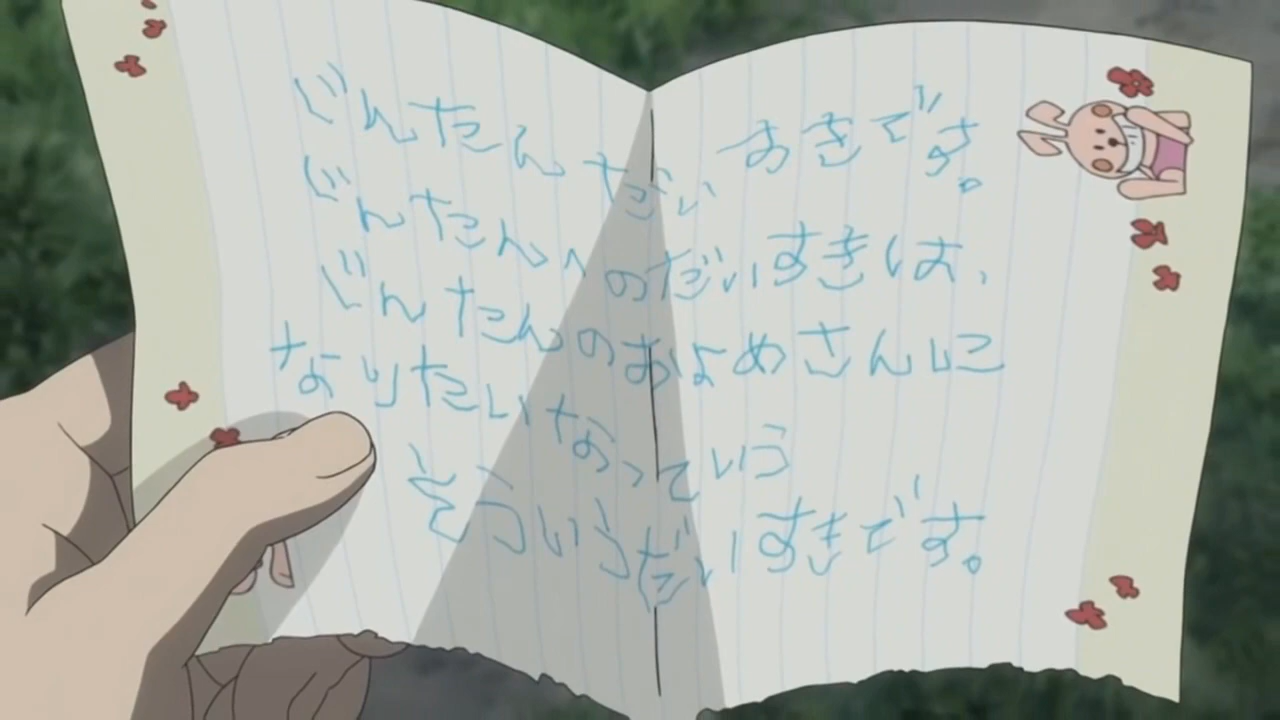 じんたんだいすきです。
じんたんへのだいすきは、
じんたんのおよめさんに
なりたいなっていう
そういうだいすきです。